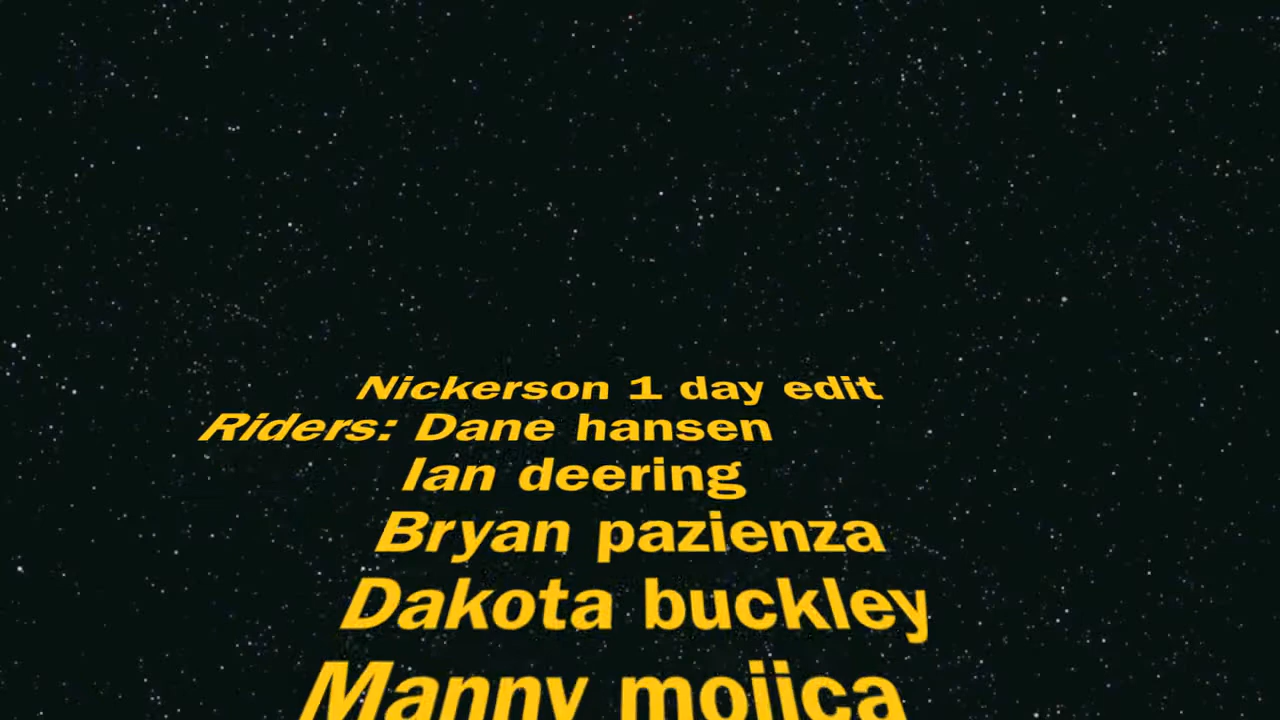 Nickerson 1 day edit
Riders: Dane hansen
Ian deering
Bryan pazienza
Dakota buckley
Manny mojica